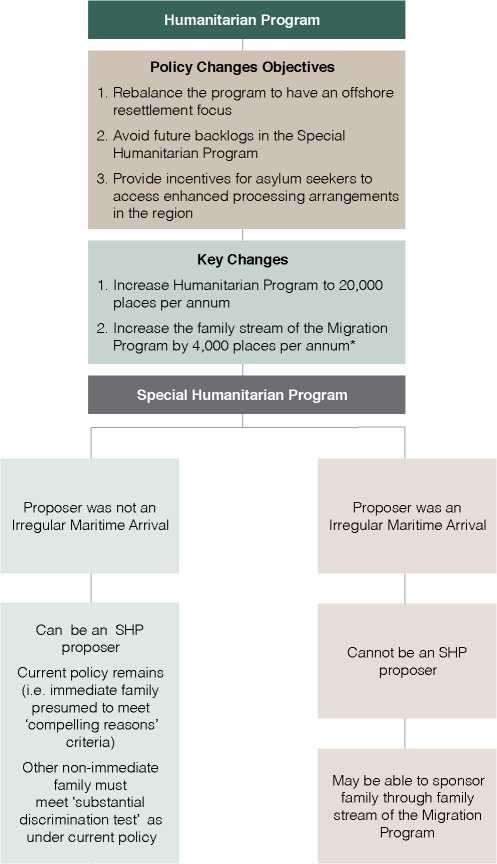 Humanitarian Program
Policy Changes Objectives
1. Rebalance the program to have an offshore
resettlement focus
2. Avoid future backlogs in the Special
Humanitarian Program
3. Provide incentives for asylum seekers to
access enhanced processing arrangements
in the region
Key Changes
1. Increase Humanitarian Program to 20,000
places per annum
2. Increase the family stream of the Migration
Program by 4,000 places per annum*
Special Humanitarian Program
Proposer was not an
Irregular Maritime Arrival
Can be an SHP
proposer
Current policy remains
(i.e. immediate family
presumed to meet
‘compelling reasons’
criteria)
Other non-immediate
family must
meet ‘substantial
discrimination test’ as
under current policy
Proposer was an
Irregular Maritime Arrival
Cannot be an SHP
proposer
May be able to sponsor
family through family
stream of the Migration
Program